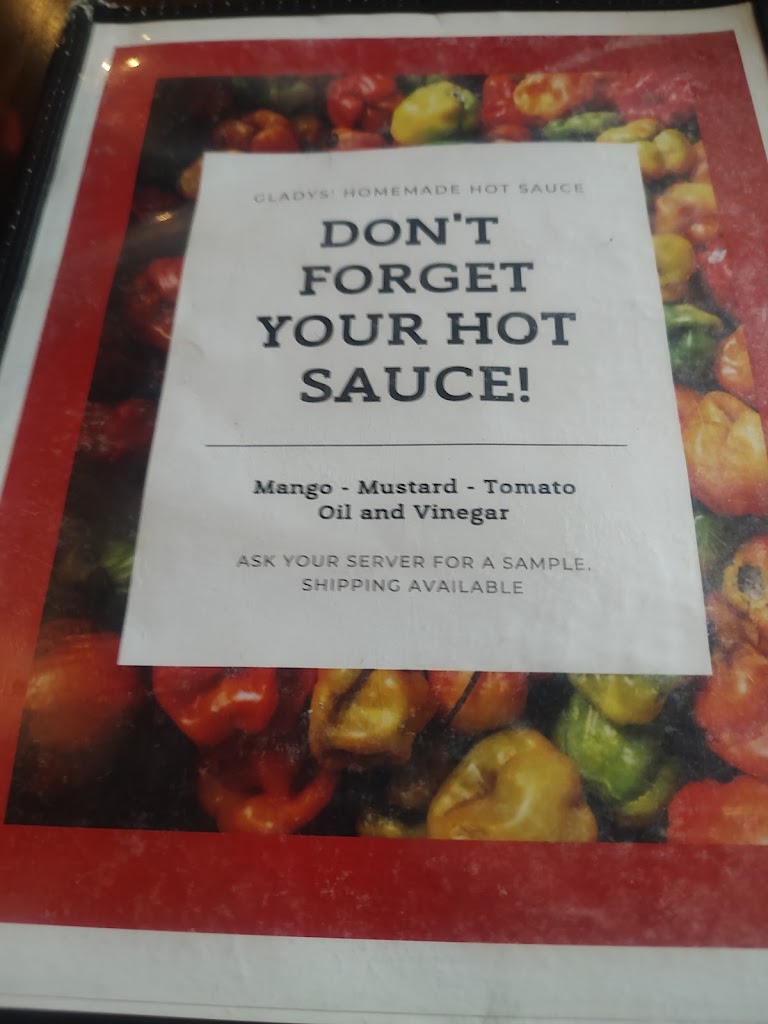 GLADYS' HOMEMADE HOT SAUCE
DON'T
FORGET
YOUR HOT
SAUCE!
Mango - Mustard - Tomato
Oil and Vinegar
ASK YOUR SERVER FOR A SAMPLE.
SHIPPING AVAILABLE